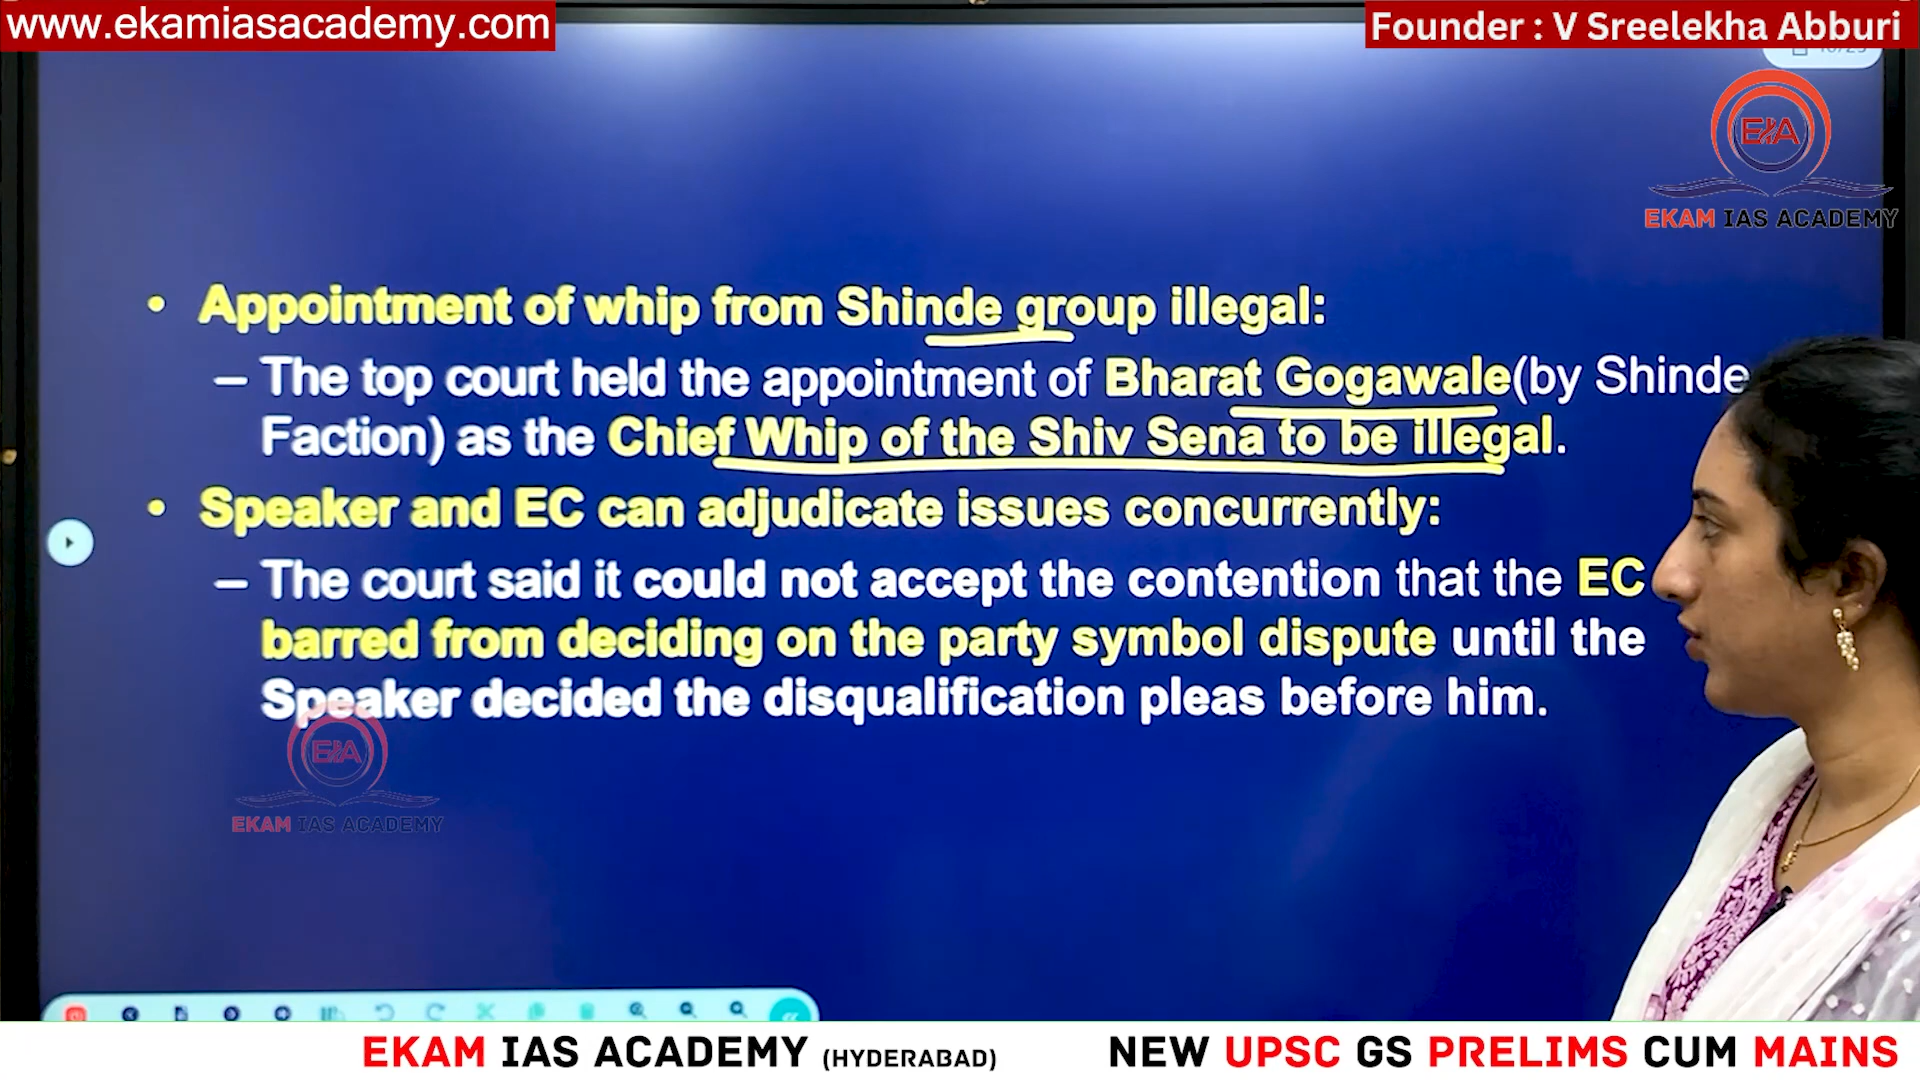 www.ekamiasacademy.com
Founder : V Sreelekha Abburi
EIA
EKAM IAS ACADEMY
• Appointment of whip from Shinde group illegal:
– The top court held the appointment of Bharat Gogawale(by Shinde
Faction) as the Chief Whip of the Shiv Sena to be illegal.
• Speaker and EC can adjudicate issues concurrently:
– The court said it could not accept the contention that the EC
barred from deciding on the party symbol dispute until the
Speaker decided the disqualification pleas before him.
EIA
EKAM IAS ACADEMY
EKAM IAS ACADEMY (HYDERABAD)
NEW UPSC GS PRELIMS CUM MAINS